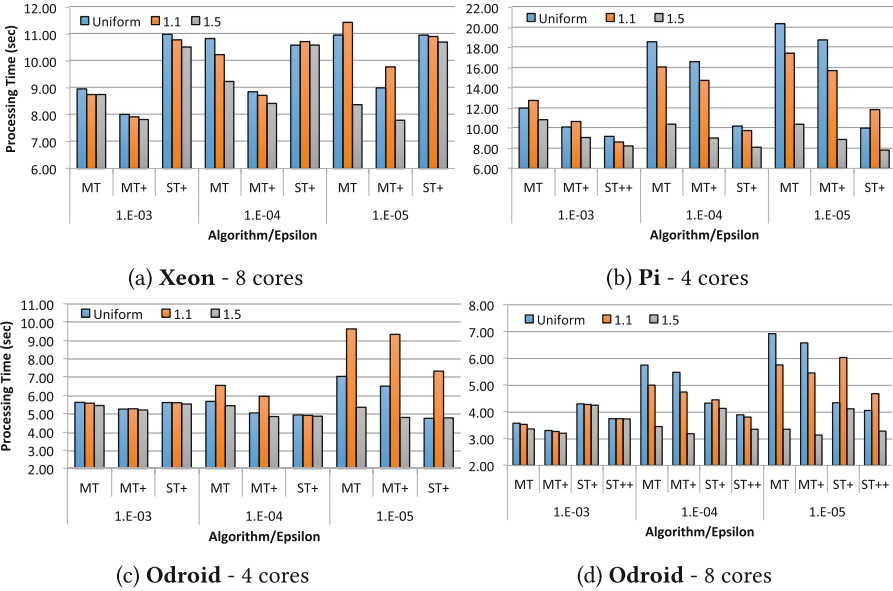 12.00
11.00
10.00
9.00
8.00
7.00
6.00
Processing Time (sec)
Uniform 1.1 1.5
MT MT+ ST+ MT MT+ ST+ MT MT+ ST+
1.E-03 1.E-04 1.E-05
Algorithm/Epsilon
(a) Xeon - 8 cores
22.00
20.00
18.00
16.00
14.00
12.00
10.00
8.00
6.00
Uniform 1.1 1.5
MT MT+ ST++ MT MT+ ST+ MT MT+ ST+
1.E-03 1.E-04 1.E-05
Algorithm/Epsilon
(b) Pi - 4 cores
11.00
10.00
9.00
8.00
7.00
6.00
5.00
4.00
3.00
2.00
Processing Time (sec)
Uniform 1.1 1.5
MT MT+ ST+ MT MT+ ST+ MT MT+ ST+
1.E-03 1.E-04 1.E-05
Algorithm/Epsilon
(c) Odroid - 4 cores
8.00
7.00
6.00
5.00
4.00
3.00
2.00
Uniform 1.1 1.5
MT MT+ ST+ ST++ MT MT+ ST+ ST++ MT MT+ ST+ ST++
1.E-03 1.E-04 1.E-05
Algorithm/Epsilon
(d) Odroid - 8 cores